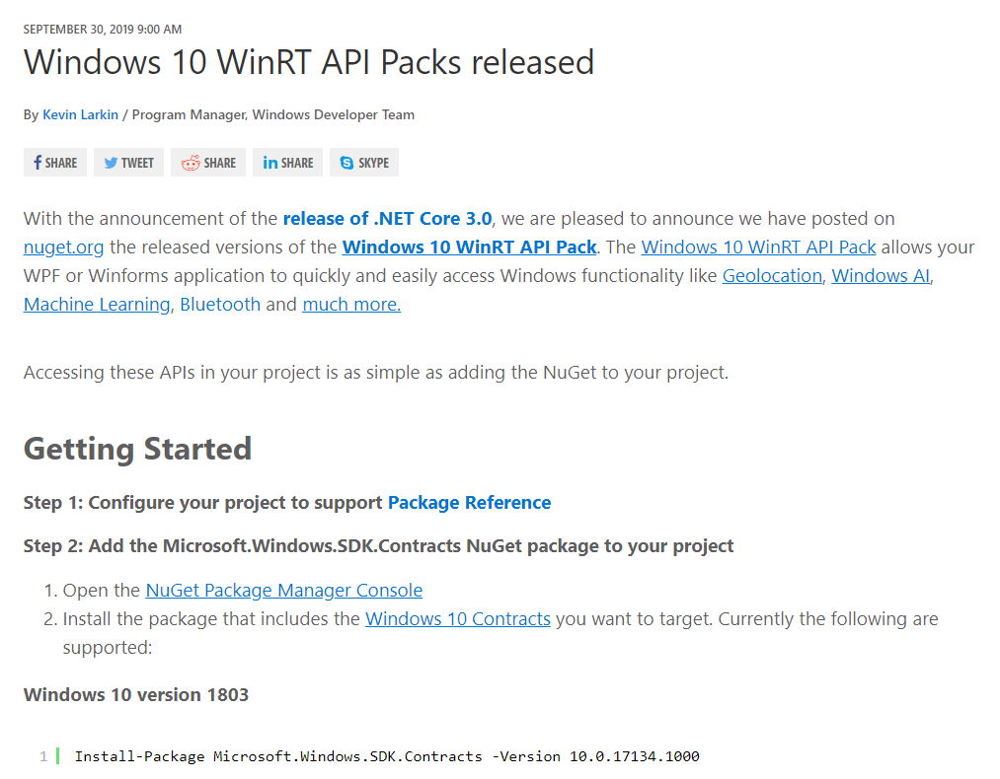 SEPTEMBER 30, 2019 9:00 AM
Windows 10 WinRT API Packs released
By Kevin Larkin / Program Manager, Windows Developer Team
SHARE TWEET SHARE SHARE SKYPE
With the announcement of the release of .NET Core 3.0, we are pleased to announce we have posted on
nuget.org the released versions of the Windows 10 WinRT API Pack. The Windows 10 WinRT API Pack allows your
WPF or Winforms application to quickly and easily access Windows functionality like Geolocation, Windows AI,
Machine Learning, Bluetooth and much more.
Accessing these APIs in your project is as simple as adding the NuGet to your project.
Getting Started
Step 1: Configure your project to support Package Reference
Step 2: Add the Microsoft.Windows.SDK.Contracts NuGet package to your project
1. Open the NuGet Package Manager Console
2. Install the package that includes the Windows 10 Contracts you want to target. Currently the following are
supported:
Windows 10 version 1803
1 Install-Package Microsoft.Windows.SDK.Contracts -Version 10.0.17134.1000